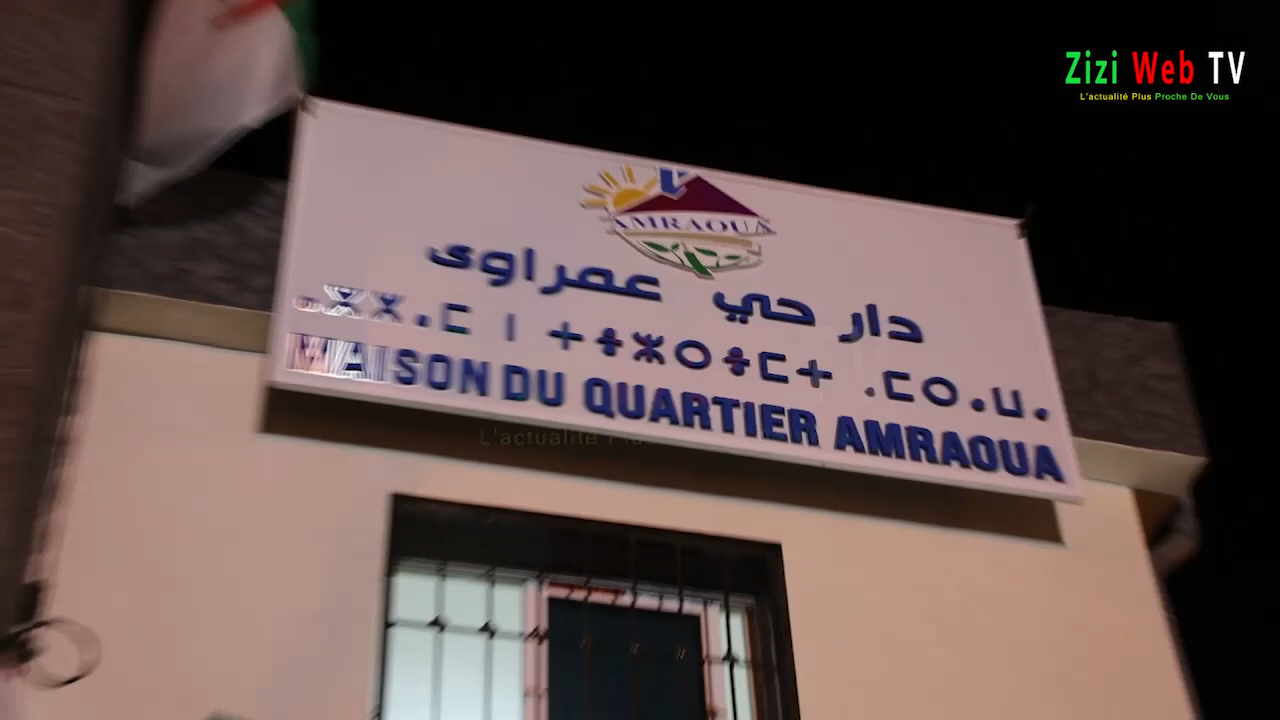 Zizi Web TV
L'actualité Plus Proche De Vous
AMRAOUA
دار حي عمراوى
MAISON DU QUARTIER AMRAOUA